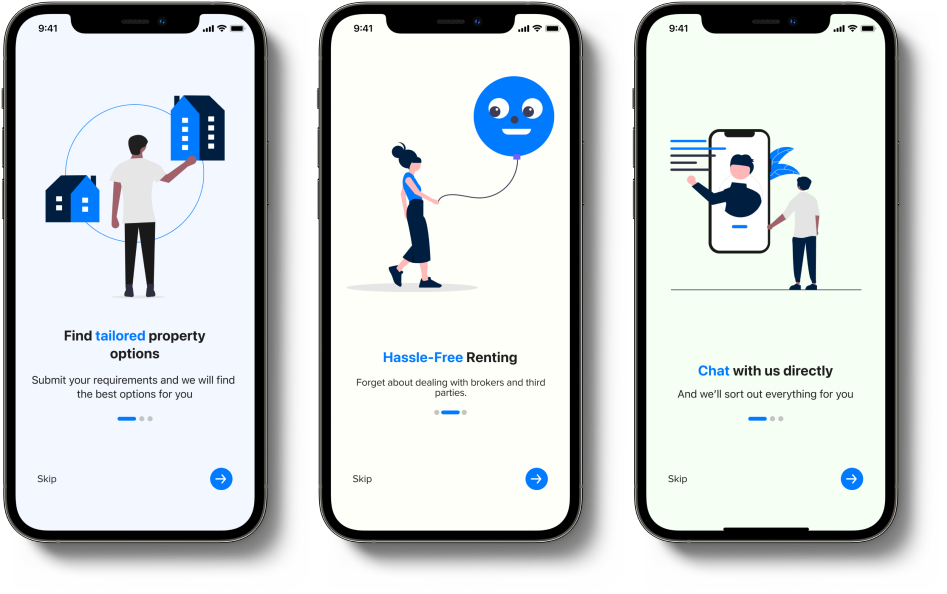 9:41
Find tailored property
options
Submit your requirements and we will find
the best options for you
Skip
9:41
Hassle-Free Renting
Forget about dealing with brokers and third
parties.
Skip
9:41
Chat with us directly
And we’ll sort out everything for you
Skip